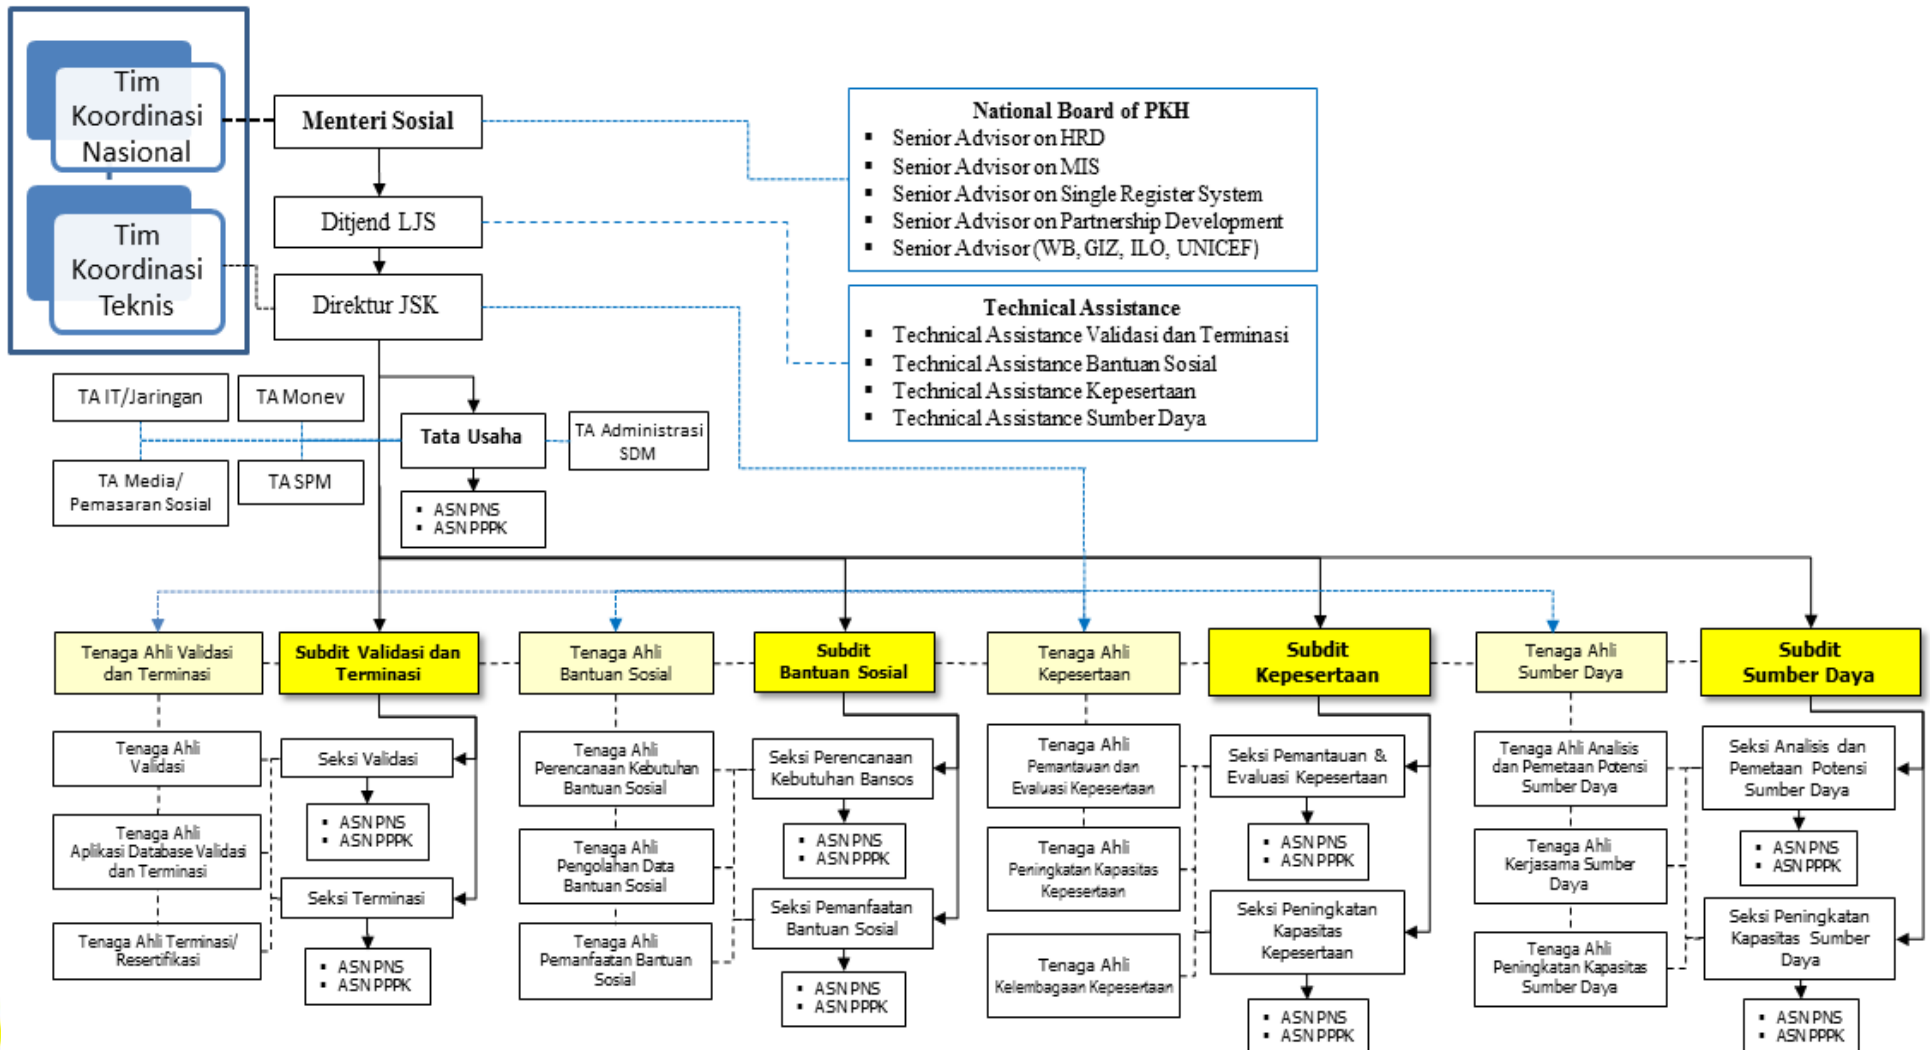 Tim
Koordinasi
Nasional
Tim
Koordinasi
Teknis
Menteri Sosial
Ditjend LJS
Direktur JSK
National Board of PKH
▪ Senior Advisor on HRD
▪ Senior Advisor on MIS
▪ Senior Advisor on Single Register System
▪ Senior Advisor on Partnership Development
▪ Senior Advisor (WB, GIZ, ILO, UNICEF)
Technical Assistance
▪ Technical Assistance Validasi dan Terminasi
▪ Technical Assistance Bantuan Sosial
▪ Technical Assistance Kepesertaan
▪ Technical Assistance Sumber Daya
TA IT/Jaringan
TA Monev
TA Media/
Pemasaran Sosial
TA SPM
Tata Usaha
TA Administrasi
SDM
▪ ASN PNS
▪ ASN PPPK
Tenaga Ahli Validasi
dan Terminasi
Subdit Validasi dan
Terminasi
Tenaga Ahli
Bantuan Sosial
Subdit
Bantuan Sosial
Tenaga Ahli
Kepesertaan
Subdit
Kepesertaan
Tenaga Ahli
Sumber Daya
Subdit
Sumber Daya
Tenaga Ahli
Validasi
Tenaga Ahli
Aplikasi Database Validasi
dan Terminasi
Tenaga Ahli Terminasi/
Resertifikasi
Seksi Validasi
▪ ASN PNS
▪ ASN PPPK
Seksi Terminasi
▪ ASN PNS
▪ ASN PPPK
Tenaga Ahli
Perencanaan Kebutuhan
Bantuan Sosial
Tenaga Ahli
Pengolahan Data
Bantuan Sosial
Tenaga Ahli
Pemanfaatan Bantuan
Sosial
Seksi Perencanaan
Kebutuhan Bansos
▪ ASN PNS
▪ ASN PPPK
Seksi Pemanfaatan
Bantuan Sosial
▪ ASN PNS
▪ ASN PPPK
Tenaga Ahli
Pemantauan dan
Evaluasi Kepesertaan
Tenaga Ahli
Peningkatan Kapasitas
Kepesertaan
Tenaga Ahli
Kelembagaan Kepesertaan
Seksi Pemantauan &
Evaluasi Kepesertaan
▪ ASN PNS
▪ ASN PPPK
Seksi Peningkatan
Kapasitas
Kepesertaan
▪ ASN PNS
▪ ASN PPPK
Tenaga Ahli Analisis
dan Pemetaan Potensi
Sumber Daya
Tenaga Ahli
Kerjasama Sumber
Daya
Tenaga Ahli
Peningkatan Kapasitas
Sumber Daya
Seksi Analisis dan
Pemetaan Potensi
Sumber Daya
▪ ASN PNS
▪ ASN PPPK
Seksi Peningkatan
Kapasitas Sumber
Daya
▪ ASN PNS
▪ ASN PPPK